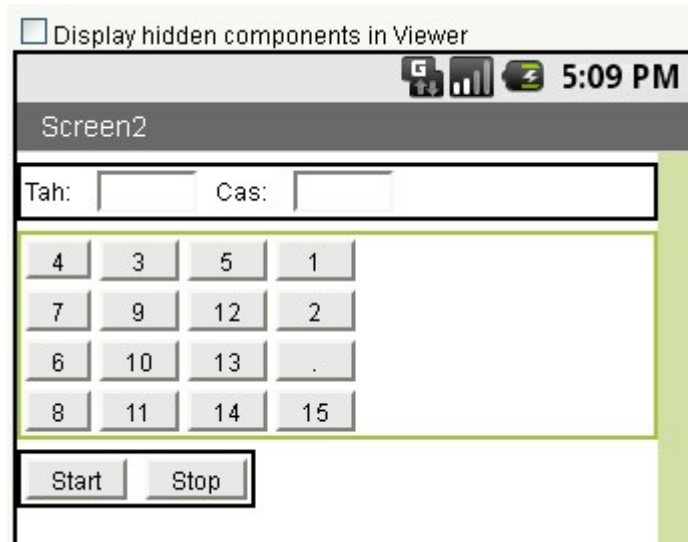 Display hidden components in Viewer
G 5:09 PM
Screen2
Tah: Cas:
4 3 5 1
7 9 12 2
6 10 13 .
8 11 14 15
Start Stop